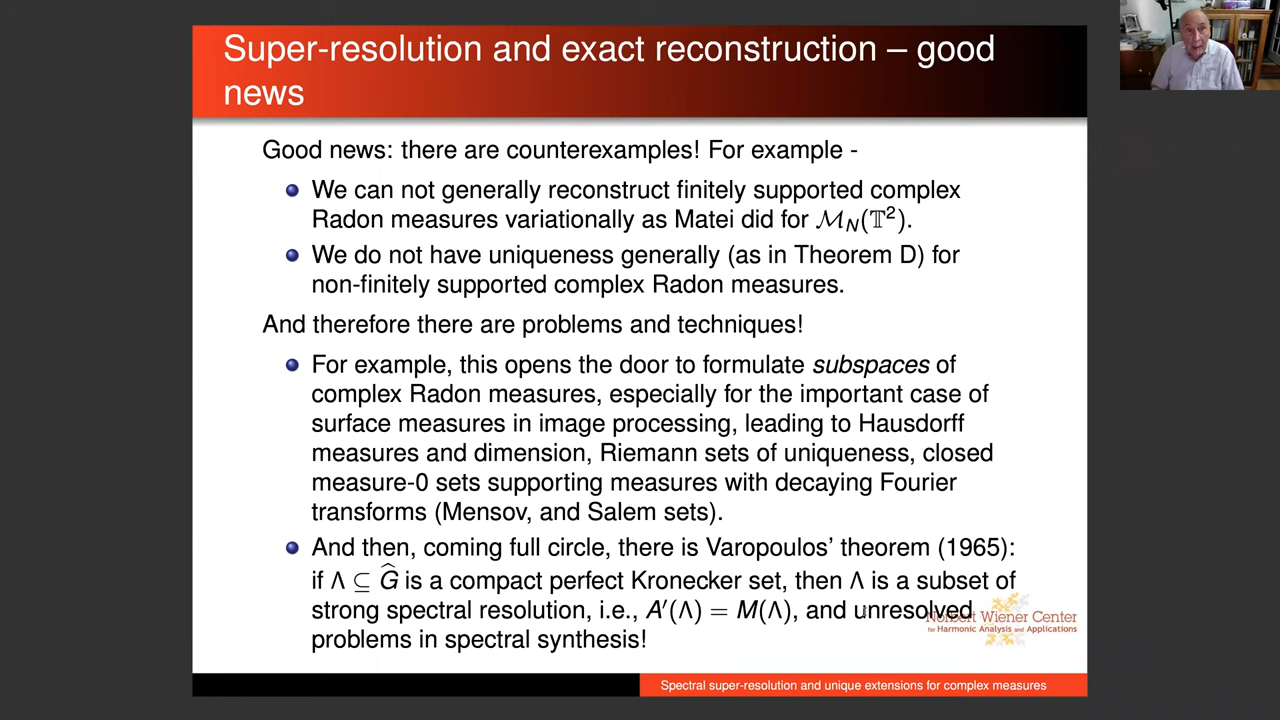 Super-resolution and exact reconstruction – good
news
Good news: there are counterexamples! For example -
We can not generally reconstruct finitely supported complex
Radon measures variationally as Matei did for ℳ_N(𝕋²).
We do not have uniqueness generally (as in Theorem D) for
non-finitely supported complex Radon measures.
And therefore there are problems and techniques!
For example, this opens the door to formulate subspaces of
complex Radon measures, especially for the important case of
surface measures in image processing, leading to Hausdorff
measures and dimension, Riemann sets of uniqueness, closed
measure-0 sets supporting measures with decaying Fourier
transforms (Mensov, and Salem sets).
And then, coming full circle, there is Varopoulos' theorem (1965):
if Λ ⊆ Ĝ is a compact perfect Kronecker set, then Λ is a subset of
strong spectral resolution, i.e., A′(Λ) = M(Λ), and unresolved
problems in spectral synthesis!
Norbert Wiener Center
for Harmonic Analysis and Applications
Spectral super-resolution and unique extensions for complex measures